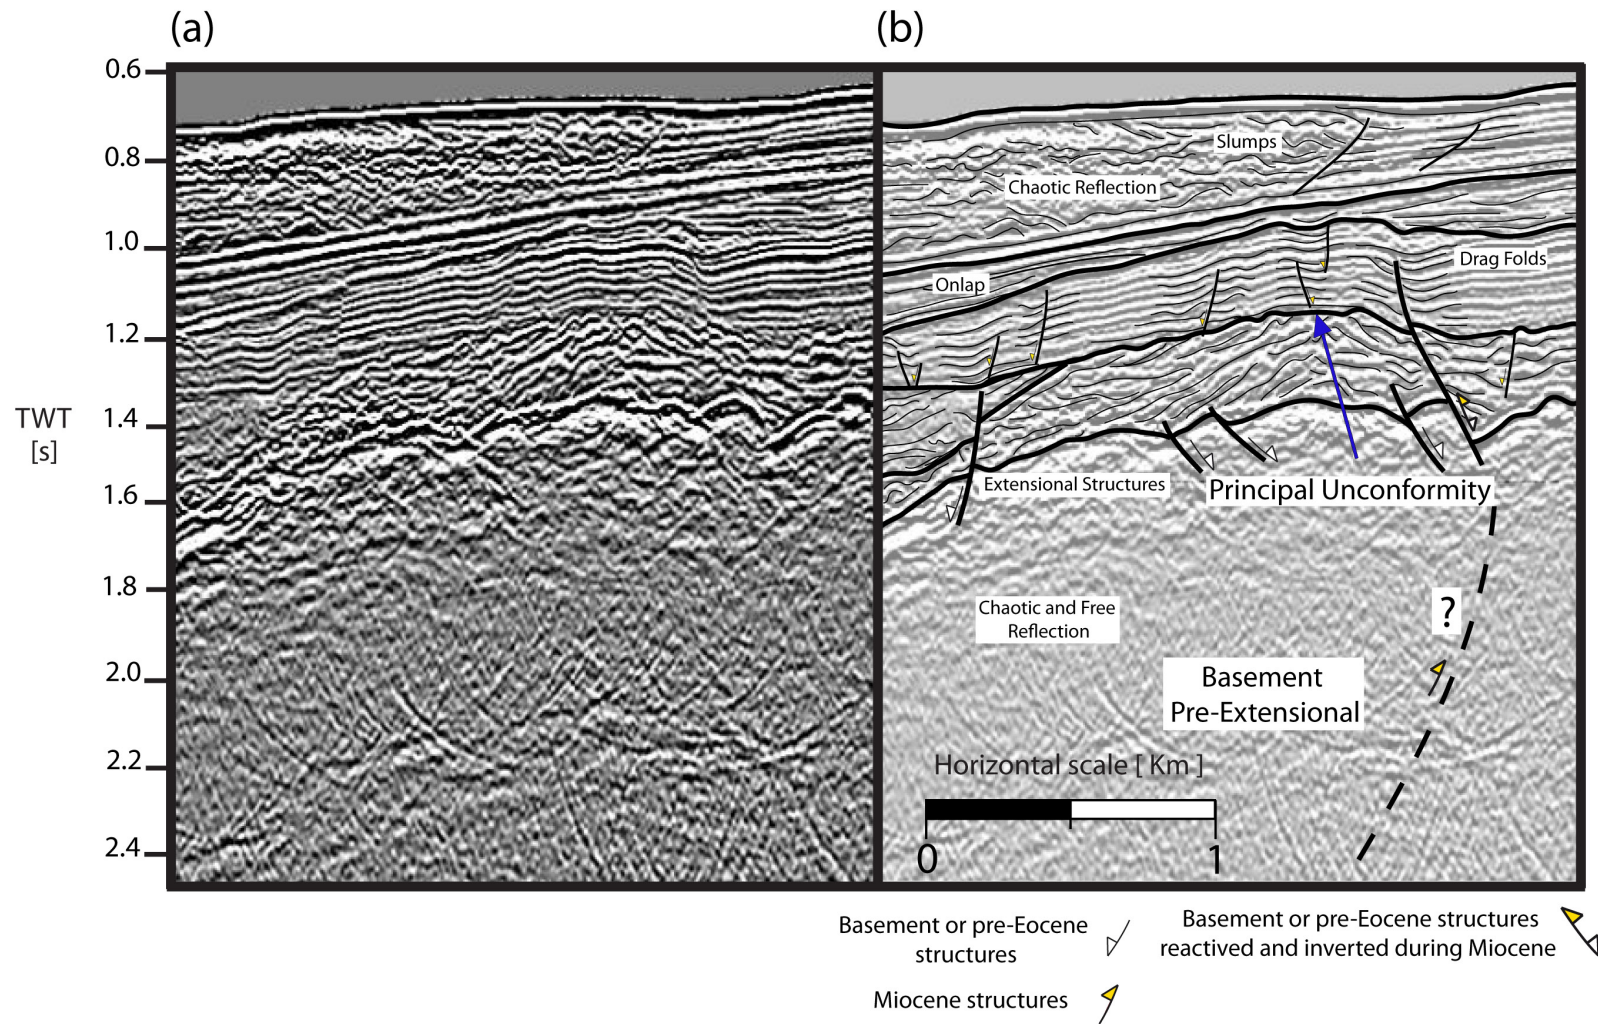 (a)
(b)
0.6
0.8
1.0
1.2
1.4
1.6
1.8
2.0
2.2
2.4
TWT
[s]
Slumps
Chaotic Reflection
Drag Folds
Onlap
Extensional Structures
Principal Unconformity
Chaotic and Free
Reflection
?
Basement
Pre-Extensional
Horizontal scale [ Km ]
0
1
Basement or pre-Eocene
structures
Basement or pre-Eocene structures
reactived and inverted during Miocene
Miocene structures